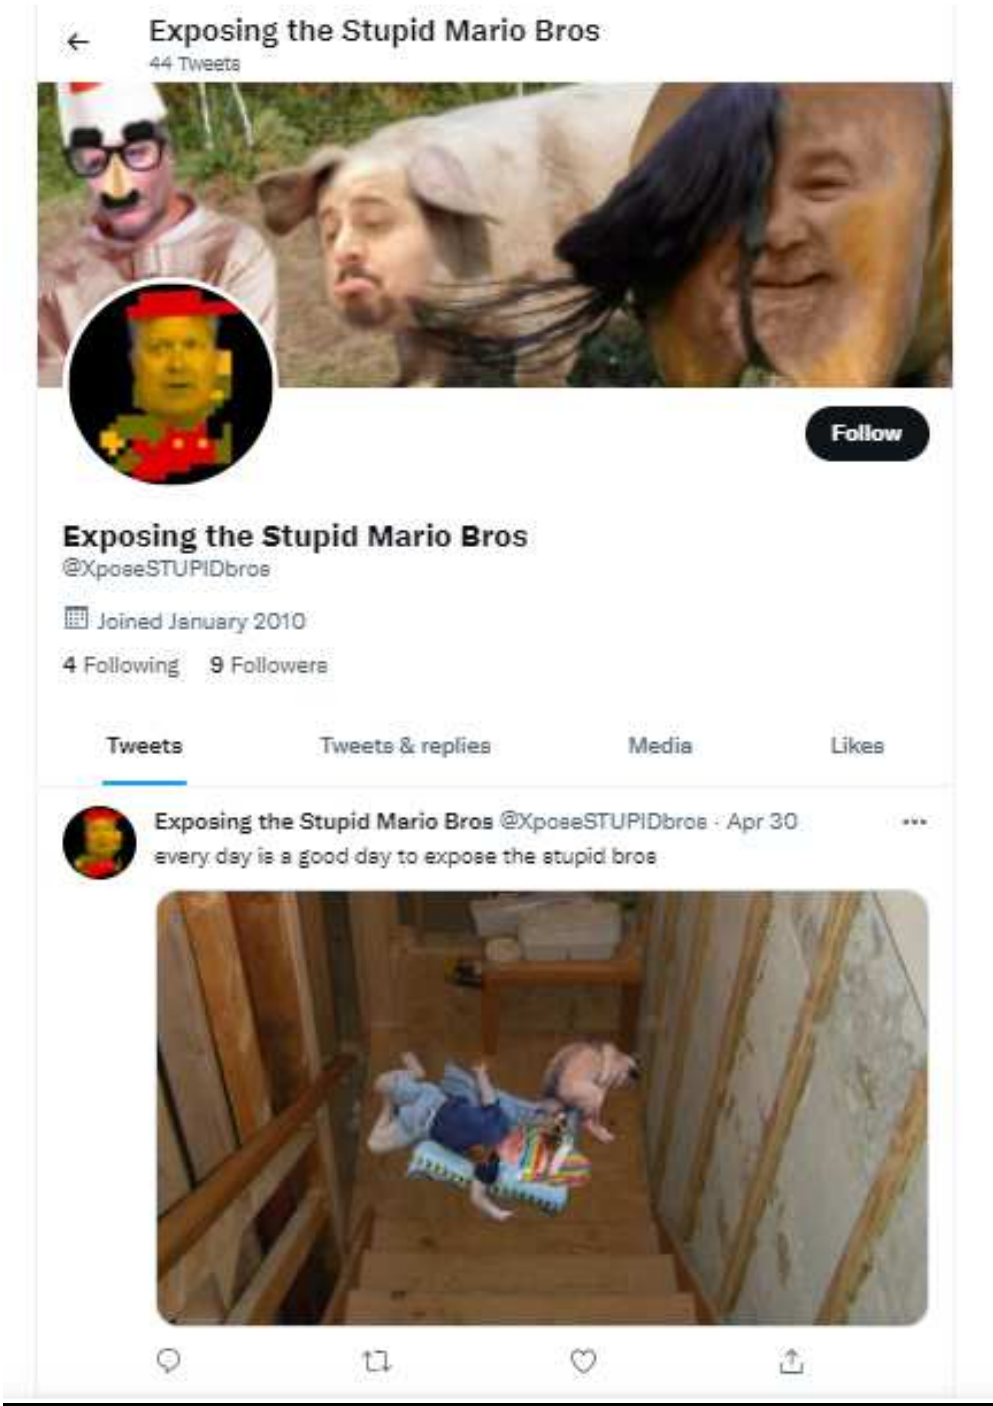 Exposing the Stupid Mario Bros
44 Tweets
Follow
Exposing the Stupid Mario Bros
@XposeSTUPIDbros
Joined January 2010
4 Following 9 Followers
Tweets Tweets & replies Media Likes
Exposing the Stupid Mario Bros @XposeSTUPIDbros · Apr 30
every day is a good day to expose the stupid bros